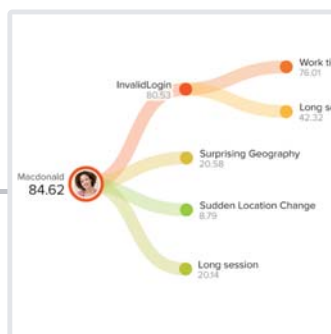 Work ti
76.01
InvalidLogin
80.53
Long s
42.32
Surprising Geography
20.58
Macdonald
84.62
Sudden Location Change
8.79
Long session
20.14